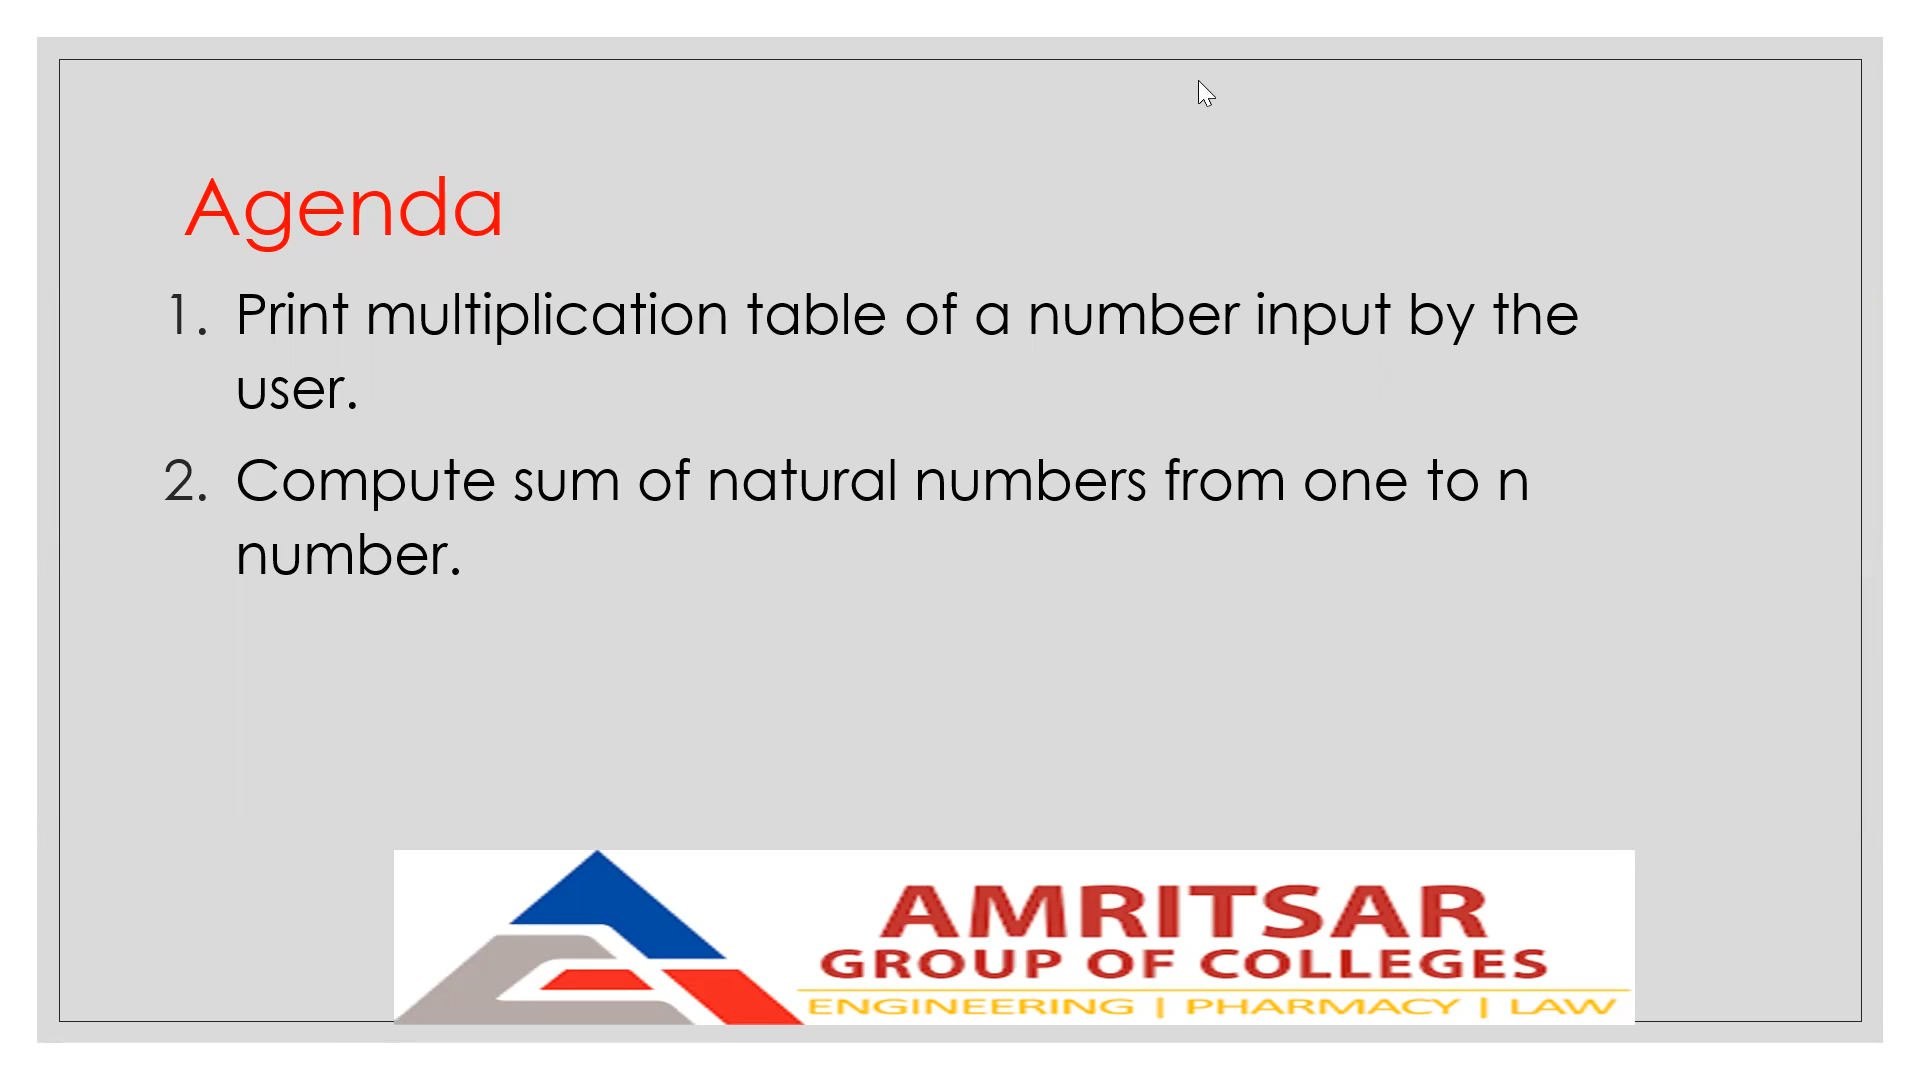 Agenda
1. Print multiplication table of a number input by the
user.
2. Compute sum of natural numbers from one to n
number.
AMRITSAR
GROUP OF COLLEGES
ENGINEERING | PHARMACY | LAW